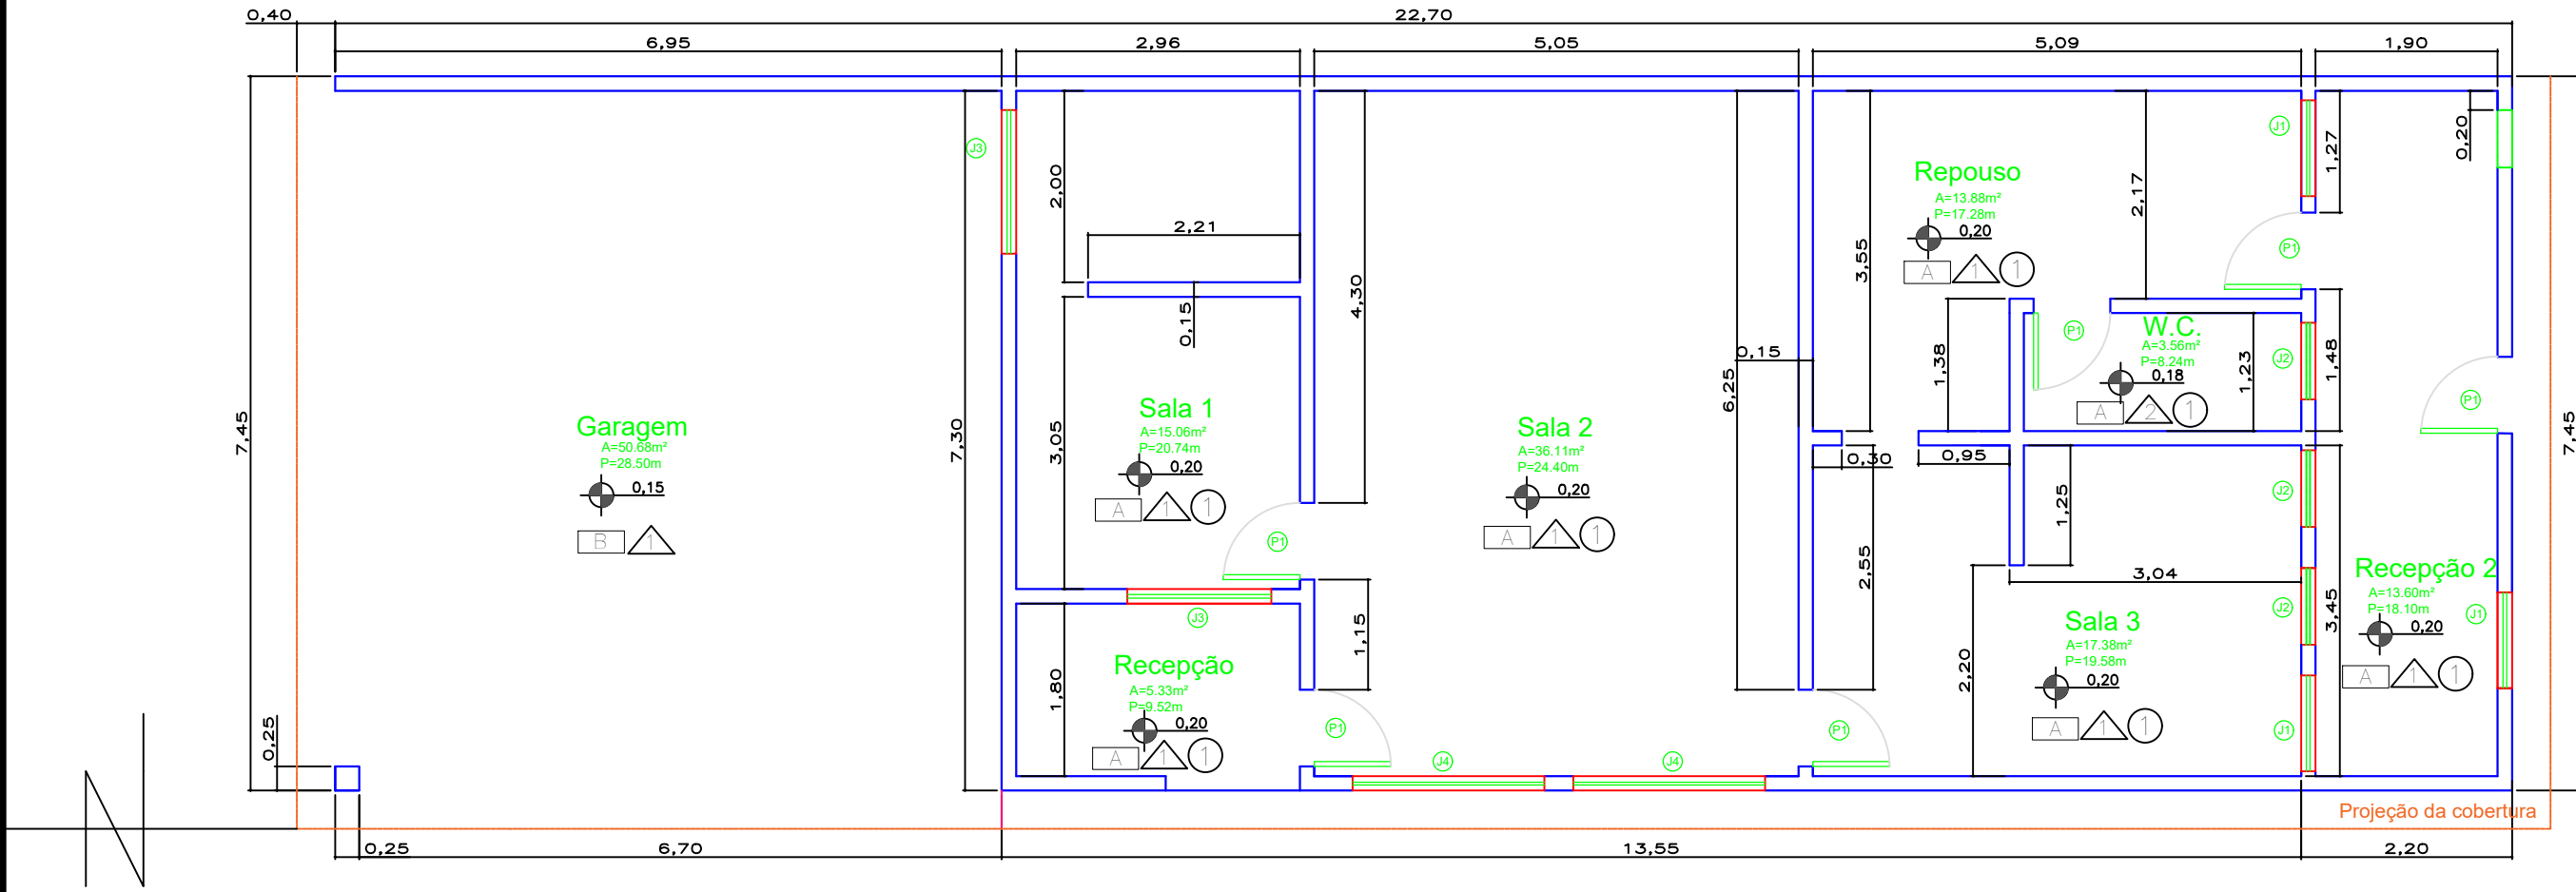 0,40
22,70
6,95
2,96
5,05
5,09
1,90
J3
J1
1,27
0,20
2,00
2,21
0,15
4,30
Repouso
A=13.88m²
P=17.28m
0,20
A 1 1
2,17
3,55
P1
7,45
Garagem
A=50.68m²
P=28.50m
0,15
B 1
7,30
3,05
Sala 1
A=15.06m²
P=20.74m
0,20
A 1 1
P1
Sala 2
A=36.11m²
P=24.40m
0,20
A 1 1
0,15
6,25
1,38
P1
W.C.
A=3.56m²
P=8.24m
0,18
A 2 1
1,23
J2
1,48
P1
7,45
0,30
0,95
1,25
J2
2,55
3,04
J2
3,45
Recepção 2
A=13.60m²
P=18.10m
0,20
A 1 1
J1
J3
1,15
Sala 3
A=17.38m²
P=19.58m
0,20
A 1 1
2,20
J1
Recepção
A=5.33m²
P=9.52m
0,20
A 1 1
1,80
P1
P1
J4
J4
0,25
Projeção da cobertura
0,25
6,70
13,55
2,20
N